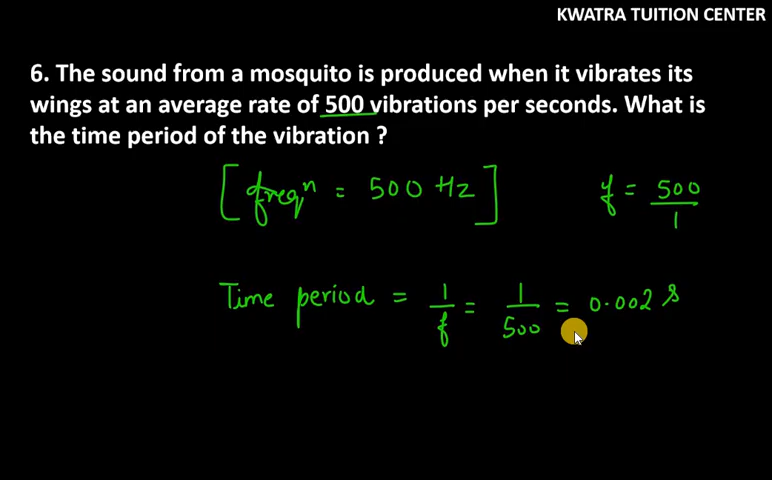 KWATRA TUITION CENTER
6. The sound from a mosquito is produced when it vibrates its
wings at an average rate of 500 vibrations per seconds. What is
the time period of the vibration ?
[freqⁿ = 500 Hz] f = 500/1
Time period = 1/f = 1/500 = 0.002 s